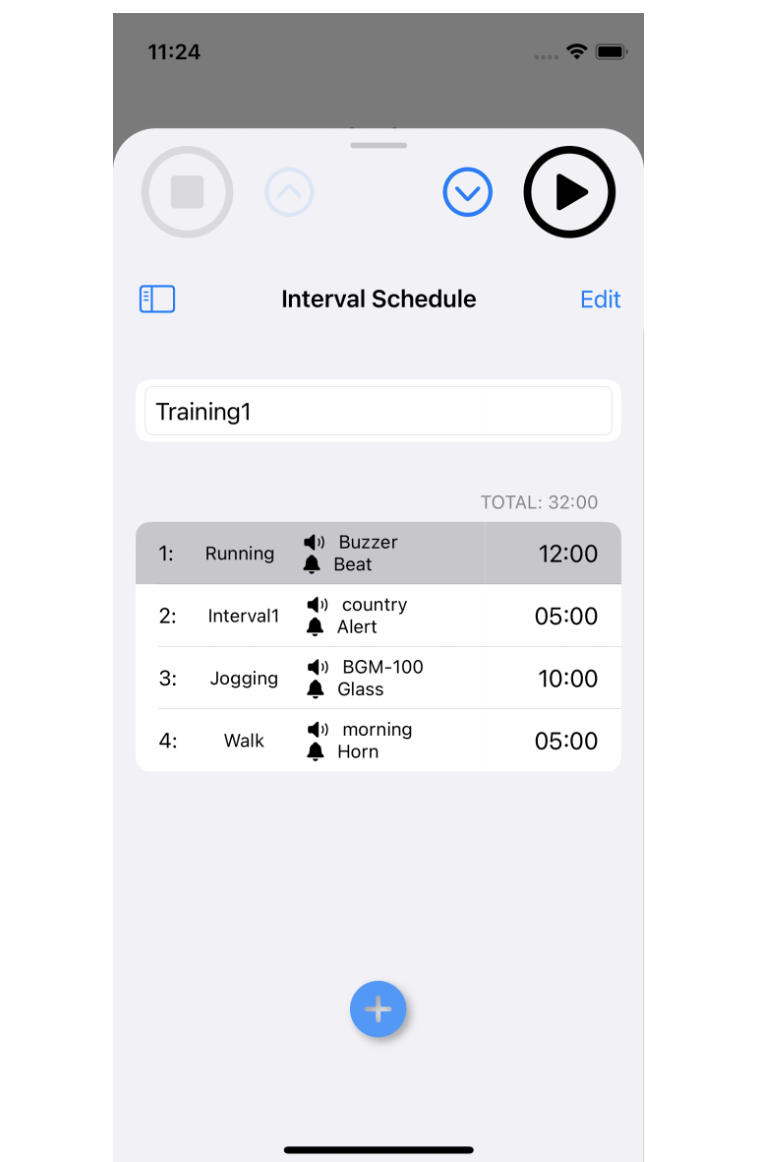 11:24
Interval Schedule Edit
Training1
TOTAL: 32:00
1: Running Buzzer 12:00
Beat
2: Interval1 country 05:00
Alert
3: Jogging BGM-100 10:00
Glass
4: Walk morning 05:00
Horn